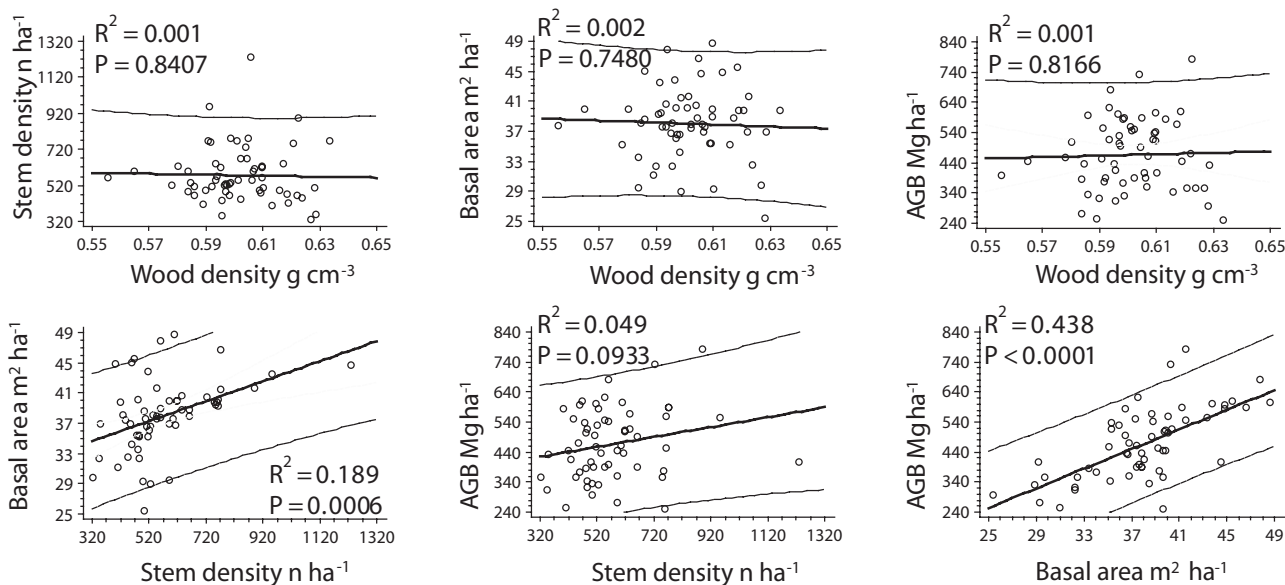 R² = 0.001
P = 0.8407
Stem density n ha⁻¹
1320
1120
920
720
520
320
0.55 0.57 0.59 0.61 0.63 0.65
Wood density g cm⁻³
R² = 0.002
P = 0.7480
Basal area m² ha⁻¹
49
45
41
37
33
29
25
0.55 0.57 0.59 0.61 0.63 0.65
Wood density g cm⁻³
R² = 0.001
P = 0.8166
AGB Mg ha⁻¹
840
740
640
540
440
340
240
0.55 0.57 0.59 0.61 0.63 0.65
Wood density g cm⁻³
Basal area m² ha⁻¹
49
45
41
37
33
29
25
R² = 0.189
P = 0.0006
320 520 720 920 1120 1320
Stem density n ha⁻¹
R² = 0.049
P = 0.0933
AGB Mg ha⁻¹
840
740
640
540
440
340
240
320 520 720 920 1120 1320
Stem density n ha⁻¹
R² = 0.438
P < 0.0001
AGB Mg ha⁻¹
840
740
640
540
440
340
240
25 29 33 37 41 45 49
Basal area m² ha⁻¹